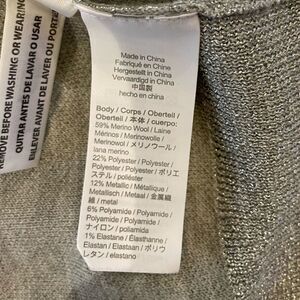 Made in China
Fabriqué en Chine
Hergestellt in China
Vervaardigd in China
中国製
hecho en china
Body / Corps / Oberteil /
Oberteil / 本体 / cuerpo:
59% Merino Wool / Laine
Mérinos / Merinowolle /
Merinowol / メリノウール /
lana merino
22% Polyester / Polyester /
Polyester / Polyester / ポリエ
ステル / poliéster
12% Metallic / Métallique /
Metallisch / Metaal / 金属繊
維 / metal
6% Polyamide / Polyamide /
Polyamid / Polyamide /
ナイロン / poliamida
1% Elastane / Élasthanne /
Elastan / Elastaan / ポリウ
レタン / elastano
REMOVE BEFORE WASHING OR WEARING
QUITAR ANTES DE LAVAR O USAR
ENLEVER AVANT DE LAVER OU PORTER